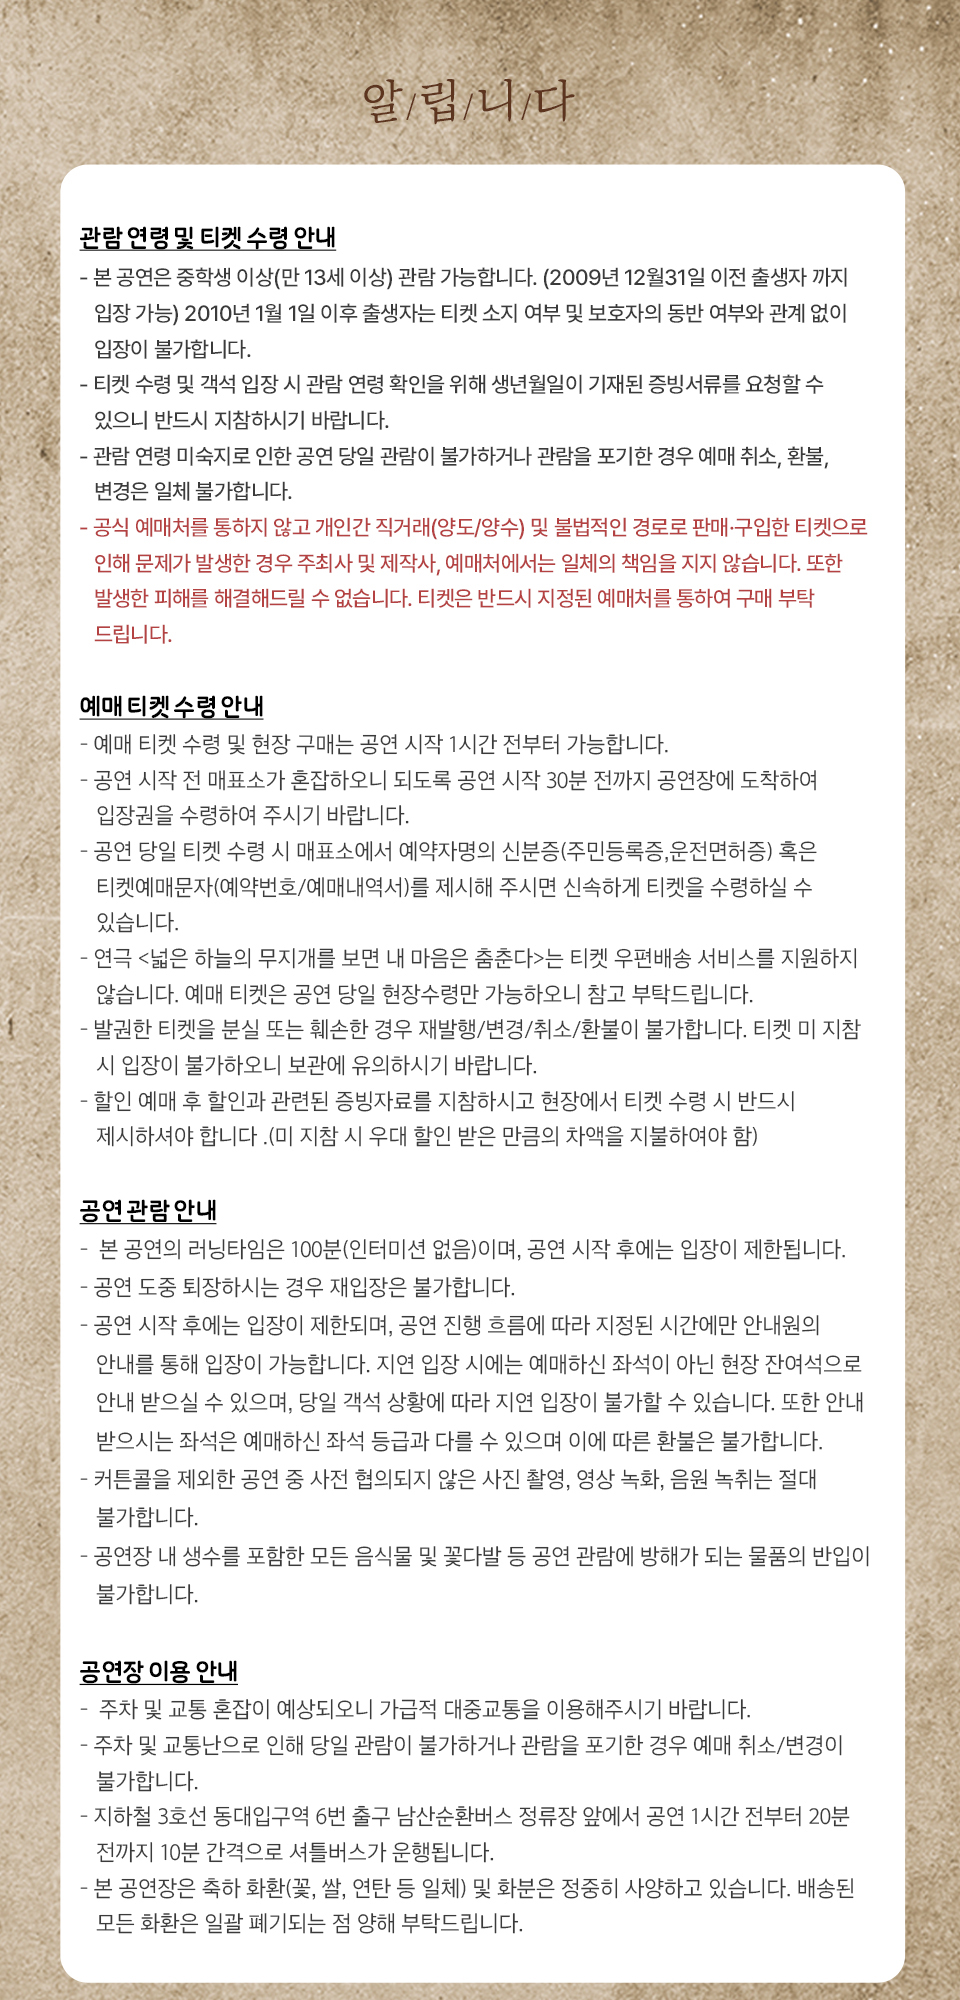 알/립/니/다
관람 연령 및 티켓 수령 안내
- 본 공연은 중학생 이상(만 13세 이상) 관람 가능합니다. (2009년 12월31일 이전 출생자 까지
입장 가능) 2010년 1월 1일 이후 출생자는 티켓 소지 여부 및 보호자의 동반 여부와 관계 없이
입장이 불가합니다.
- 티켓 수령 및 객석 입장 시 관람 연령 확인을 위해 생년월일이 기재된 증빙서류를 요청할 수
있으니 반드시 지참하시기 바랍니다.
- 관람 연령 미숙지로 인한 공연 당일 관람이 불가하거나 관람을 포기한 경우 예매 취소, 환불,
변경은 일체 불가합니다.
- 공식 예매처를 통하지 않고 개인간 직거래(양도/양수) 및 불법적인 경로로 판매·구입한 티켓으로
인해 문제가 발생한 경우 주최사 및 제작사, 예매처에서는 일체의 책임을 지지 않습니다. 또한
발생한 피해를 해결해드릴 수 없습니다. 티켓은 반드시 지정된 예매처를 통하여 구매 부탁
드립니다.
예매 티켓 수령 안내
- 예매 티켓 수령 및 현장 구매는 공연 시작 1시간 전부터 가능합니다.
- 공연 시작 전 매표소가 혼잡하오니 되도록 공연 시작 30분 전까지 공연장에 도착하여
입장권을 수령하여 주시기 바랍니다.
- 공연 당일 티켓 수령 시 매표소에서 예약자명의 신분증(주민등록증,운전면허증) 혹은
티켓예매문자(예약번호/예매내역서)를 제시해 주시면 신속하게 티켓을 수령하실 수
있습니다.
- 연극 <넓은 하늘의 무지개를 보면 내 마음은 춤춘다>는 티켓 우편배송 서비스를 지원하지
않습니다. 예매 티켓은 공연 당일 현장수령만 가능하오니 참고 부탁드립니다.
- 발권한 티켓을 분실 또는 훼손한 경우 재발행/변경/취소/환불이 불가합니다. 티켓 미 지참
시 입장이 불가하오니 보관에 유의하시기 바랍니다.
- 할인 예매 후 할인과 관련된 증빙자료를 지참하시고 현장에서 티켓 수령 시 반드시
제시하셔야 합니다 .(미 지참 시 우대 할인 받은 만큼의 차액을 지불하여야 함)
공연 관람 안내
- 본 공연의 러닝타임은 100분(인터미션 없음)이며, 공연 시작 후에는 입장이 제한됩니다.
- 공연 도중 퇴장하시는 경우 재입장은 불가합니다.
- 공연 시작 후에는 입장이 제한되며, 공연 진행 흐름에 따라 지정된 시간에만 안내원의
안내를 통해 입장이 가능합니다. 지연 입장 시에는 예매하신 좌석이 아닌 현장 잔여석으로
안내 받으실 수 있으며, 당일 객석 상황에 따라 지연 입장이 불가할 수 있습니다. 또한 안내
받으시는 좌석은 예매하신 좌석 등급과 다를 수 있으며 이에 따른 환불은 불가합니다.
- 커튼콜을 제외한 공연 중 사전 협의되지 않은 사진 촬영, 영상 녹화, 음원 녹취는 절대
불가합니다.
- 공연장 내 생수를 포함한 모든 음식물 및 꽃다발 등 공연 관람에 방해가 되는 물품의 반입이
불가합니다.
공연장 이용 안내
- 주차 및 교통 혼잡이 예상되오니 가급적 대중교통을 이용해주시기 바랍니다.
- 주차 및 교통난으로 인해 당일 관람이 불가하거나 관람을 포기한 경우 예매 취소/변경이
불가합니다.
- 지하철 3호선 동대입구역 6번 출구 남산순환버스 정류장 앞에서 공연 1시간 전부터 20분
전까지 10분 간격으로 셔틀버스가 운행됩니다.
- 본 공연장은 축하 화환(꽃, 쌀, 연탄 등 일체) 및 화분은 정중히 사양하고 있습니다. 배송된
모든 화환은 일괄 폐기되는 점 양해 부탁드립니다.